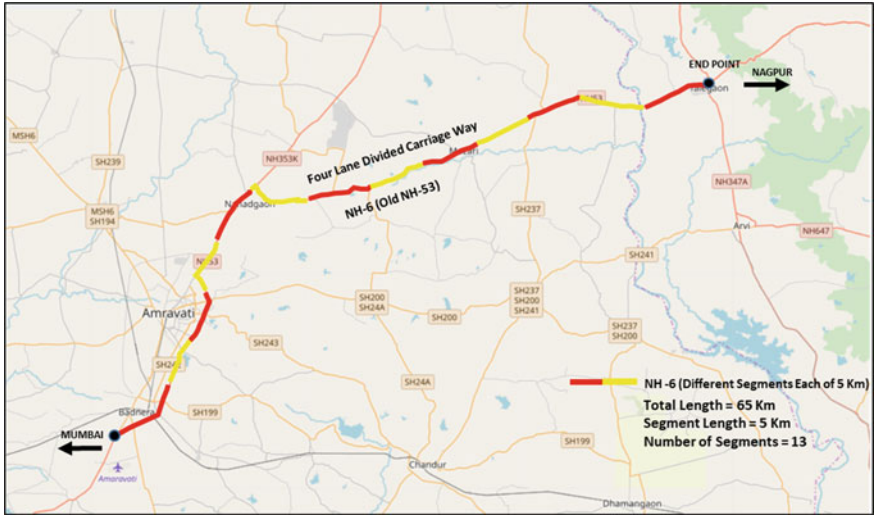 END POINT
NAGPUR
Talegaon
MSH6
SH239
NH353K
Four Lane Divided Carriage Way
NH-6 (Old NH-53)
Nandgaon
MSH6
SH194
SH237
NH347A
Arvi
NH647
SH241
Amravati
SH200
SH24A
SH200
SH237
SH200
SH241
SH237
SH200
SH243
SH24A
NH -6 (Different Segments Each of 5 Km)
Total Length = 65 Km
Segment Length = 5 Km
Number of Segments = 13
Badnera
SH199
SH199
MUMBAI
Amaravati
Chandur
Dhamangaon